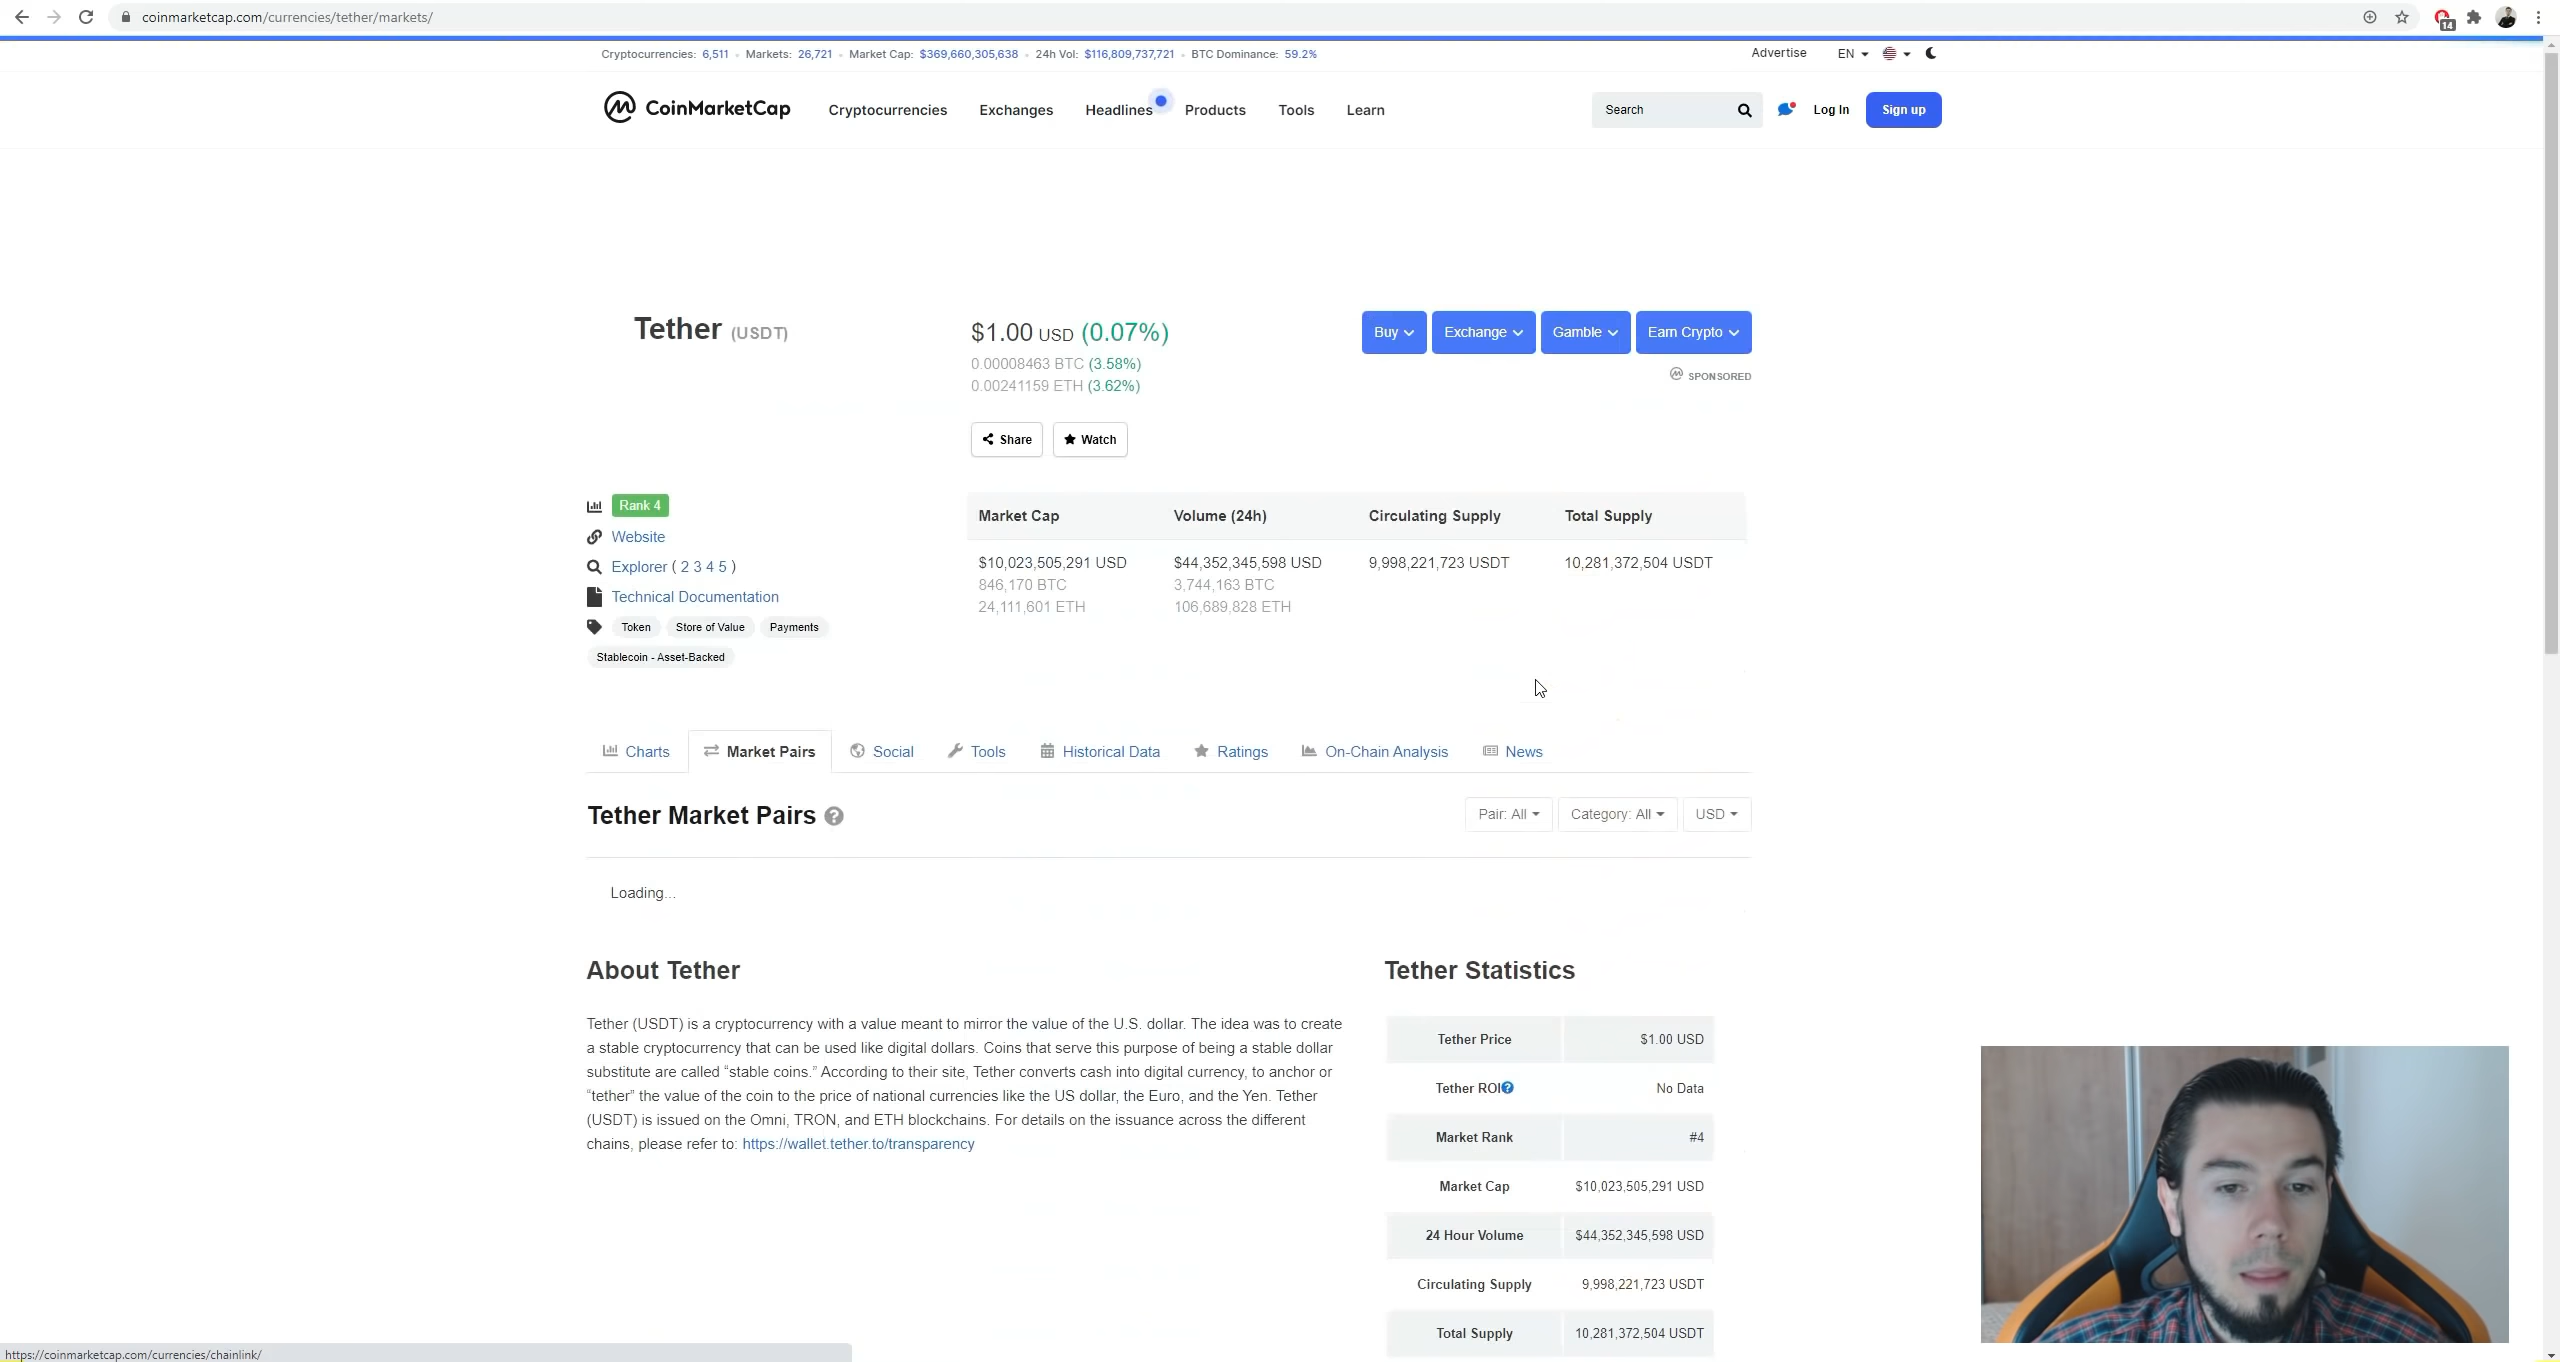 coinmarketcap.com/currencies/tether/markets/
14
Cryptocurrencies: 6,511 • Markets: 26,721 • Market Cap: $369,660,305,638 • 24h Vol: $116,809,737,721 • BTC Dominance: 59.2%
Advertise EN
CoinMarketCap Cryptocurrencies Exchanges Headlines Products Tools Learn Search Log In Sign up
Tether (USDT)
$1.00 USD (0.07%)
0.00008463 BTC (3.58%)
0.00241159 ETH (3.62%)
Buy Exchange Gamble Earn Crypto
SPONSORED
Share Watch
Rank 4
Website
Explorer ( 2 3 4 5 )
Technical Documentation
Token Store of Value Payments
Stablecoin - Asset-Backed
Market Cap Volume (24h) Circulating Supply Total Supply
$10,023,505,291 USD $44,352,345,598 USD 9,998,221,723 USDT 10,281,372,504 USDT
846,170 BTC 3,744,163 BTC
24,111,601 ETH 106,689,828 ETH
Charts Market Pairs Social Tools Historical Data Ratings On-Chain Analysis News
Tether Market Pairs ?
Pair: All Category: All USD
Loading...
About Tether
Tether (USDT) is a cryptocurrency with a value meant to mirror the value of the U.S. dollar. The idea was to create
a stable cryptocurrency that can be used like digital dollars. Coins that serve this purpose of being a stable dollar
substitute are called “stable coins.” According to their site, Tether converts cash into digital currency, to anchor or
“tether” the value of the coin to the price of national currencies like the US dollar, the Euro, and the Yen. Tether
(USDT) is issued on the Omni, TRON, and ETH blockchains. For details on the issuance across the different
chains, please refer to: https://wallet.tether.to/transparency
Tether Statistics
Tether Price $1.00 USD
Tether ROI? No Data
Market Rank #4
Market Cap $10,023,505,291 USD
24 Hour Volume $44,352,345,598 USD
Circulating Supply 9,998,221,723 USDT
Total Supply 10,281,372,504 USDT
https://coinmarketcap.com/currencies/chainlink/